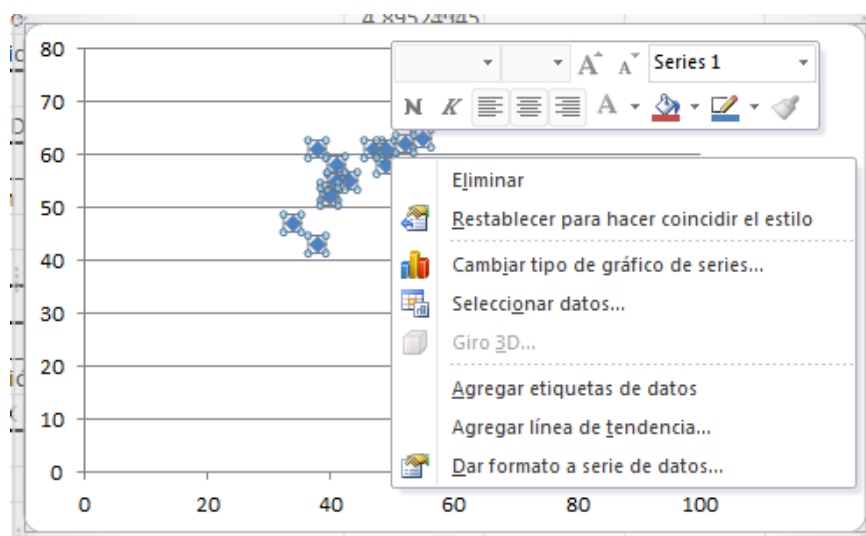 4,89524945
80
70
60
50
40
30
20
10
0
0 20 40 60 80 100
A A Series 1
N K A
Eliminar
Restablecer para hacer coincidir el estilo
Cambiar tipo de gráfico de series...
Seleccionar datos...
Giro 3D...
Agregar etiquetas de datos
Agregar línea de tendencia...
Dar formato a serie de datos...